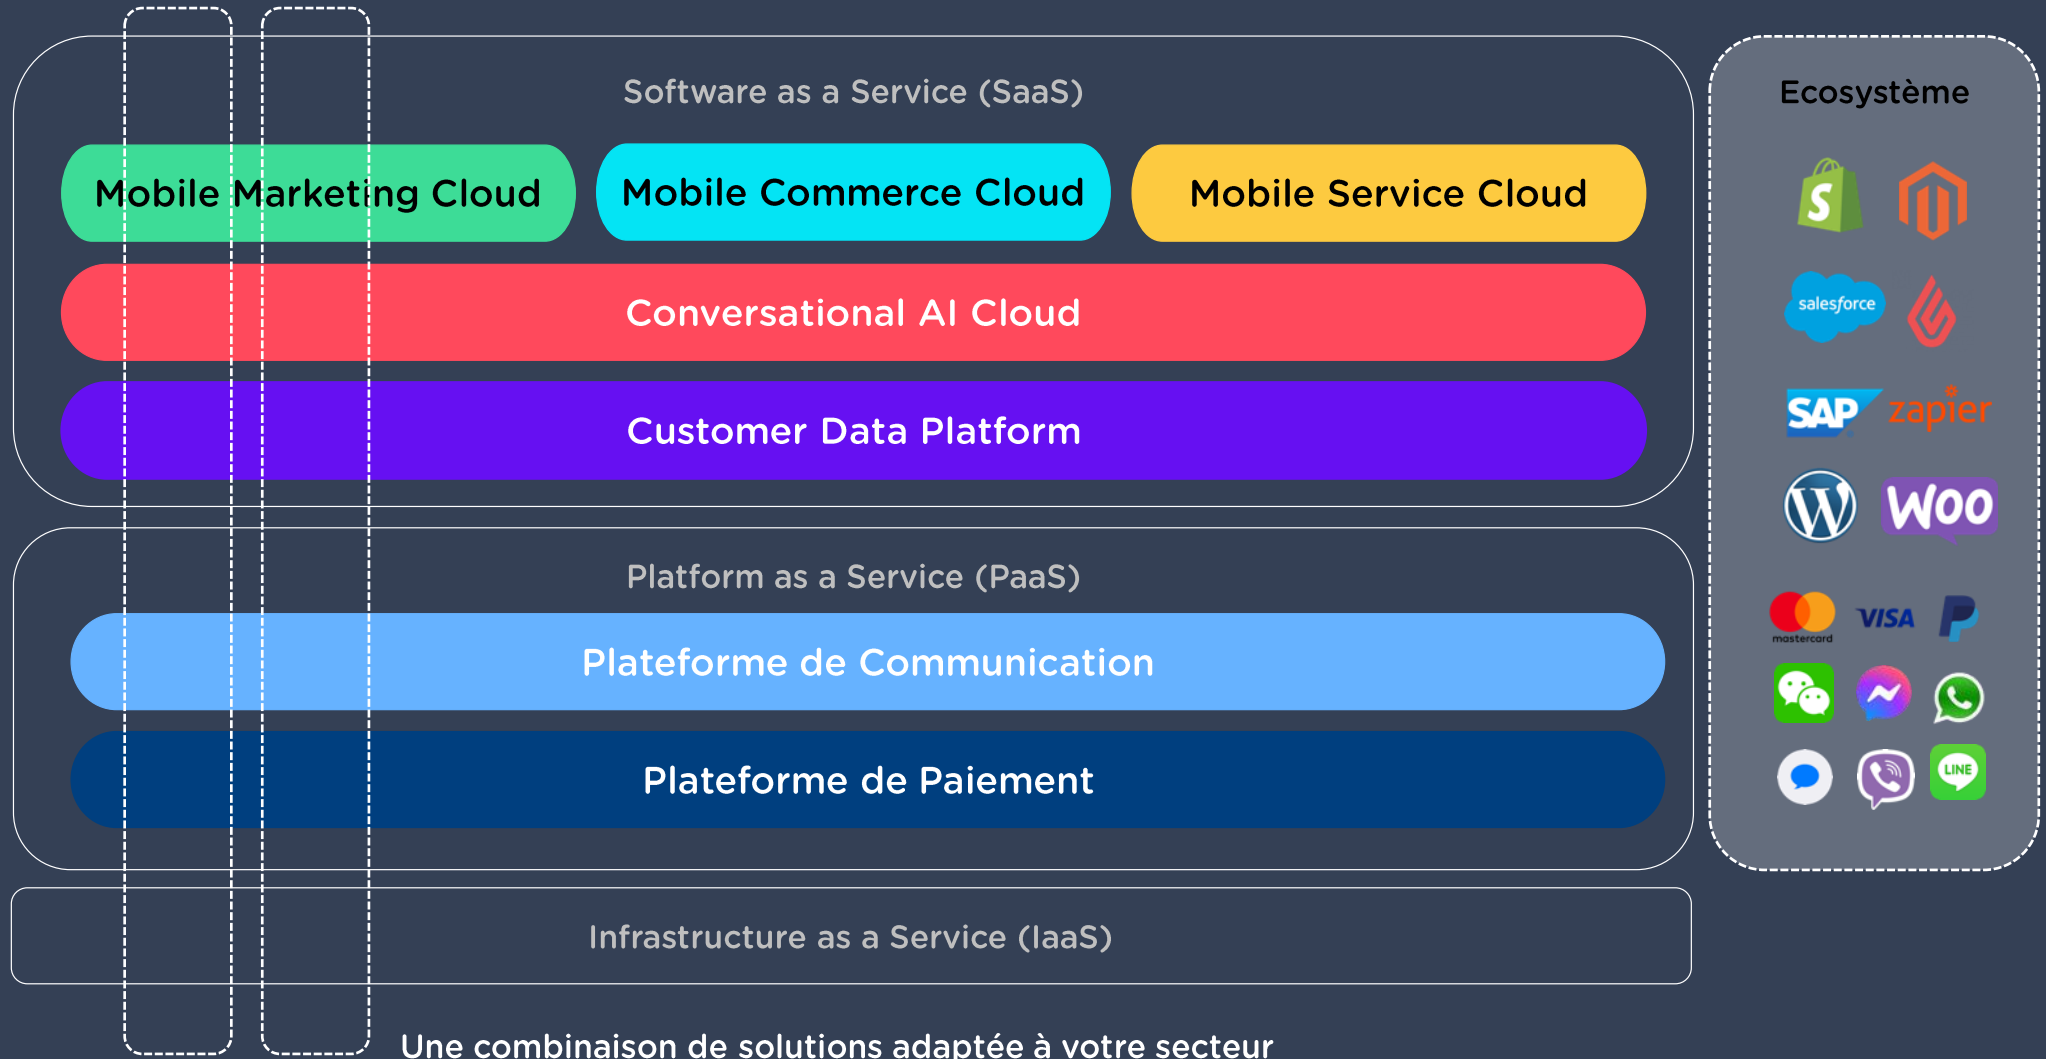 Software as a Service (SaaS)
Mobile Marketing Cloud
Mobile Commerce Cloud
Mobile Service Cloud
Conversational AI Cloud
Customer Data Platform
Platform as a Service (PaaS)
Plateforme de Communication
Plateforme de Paiement
Infrastructure as a Service (IaaS)
Une combinaison de solutions adaptée à votre secteur
Ecosystème
S
salesforce
SAP zapier
W WOO
mastercard VISA P
LINE